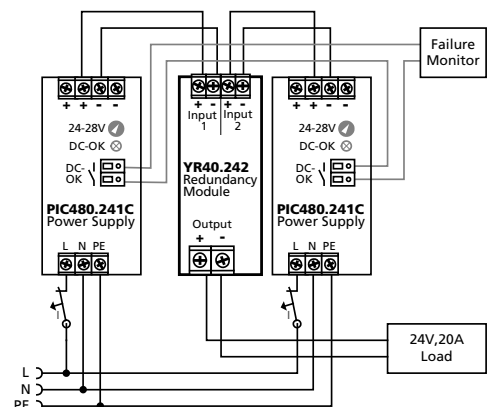 Failure
Monitor
+ + - -
+ - + -
Input
1
Input
2
+ + - -
24-28V
DC-OK
DC-
OK
I
PIC480.241C
Power Supply
L N PE
YR40.242
Redundancy
Module
Output
+ -
24-28V
DC-OK
DC-
OK
I
PIC480.241C
Power Supply
L N PE
I
I
24V,20A
Load
L
N
PE